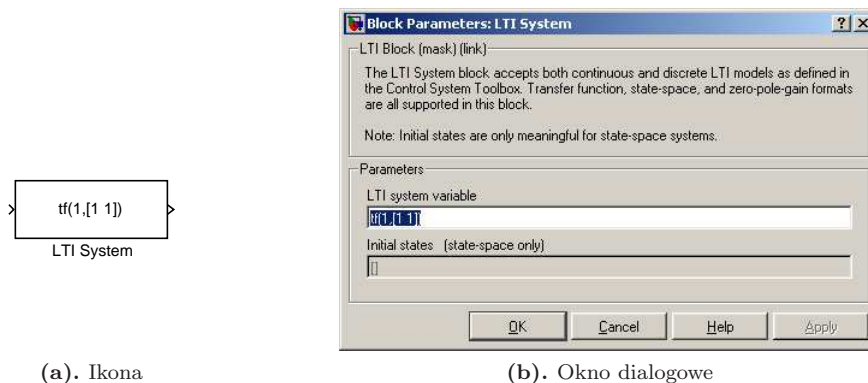 tf(1,[1 1])
LTI System
(a). Ikona
Block Parameters: LTI System
LTI Block (mask) (link)
The LTI System block accepts both continuous and discrete LTI models as defined in
the Control System Toolbox. Transfer function, state-space, and zero-pole-gain formats
are all supported in this block.
Note: Initial states are only meaningful for state-space systems.
Parameters
LTI system variable
tf(1,[1 1])
Initial states (state-space only)
[]
OK Cancel Help Apply
(b). Okno dialogowe